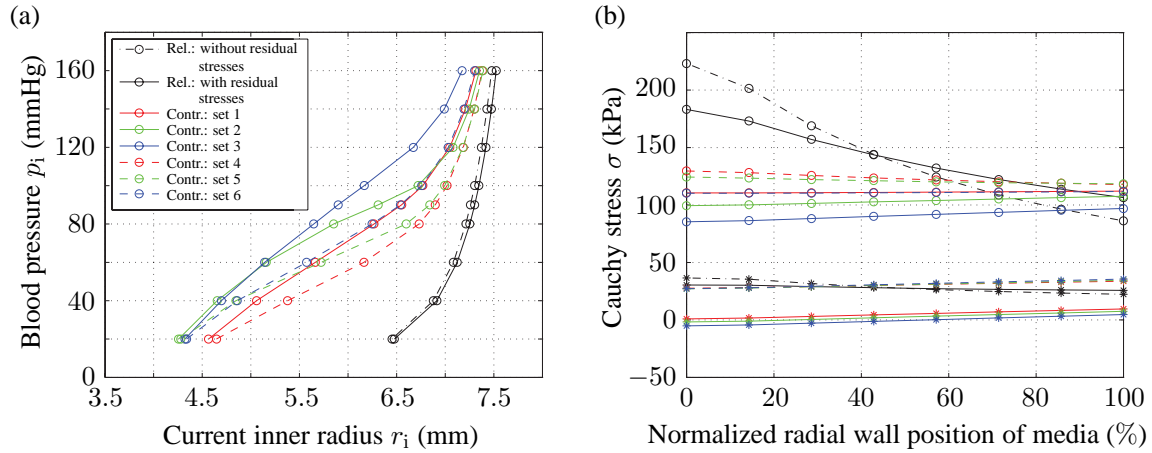 (a)
Blood pressure pᵢ (mmHg)
160
120
80
40
0
3.5 4.5 5.5 6.5 7.5
Current inner radius rᵢ (mm)
Rel.: without residual
stresses
Rel.: with residual
stresses
Contr.: set 1
Contr.: set 2
Contr.: set 3
Contr.: set 4
Contr.: set 5
Contr.: set 6
(b)
Cauchy stress σ (kPa)
200
150
100
50
0
−50
0 20 40 60 80 100
Normalized radial wall position of media (%)